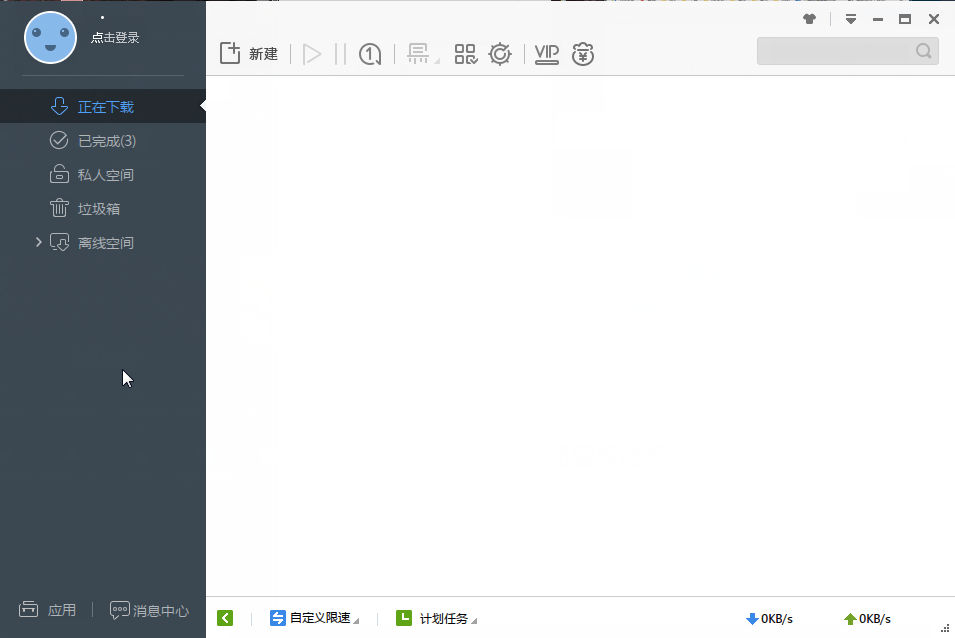 点击登录
新建
VIP
正在下载
已完成(3)
私人空间
垃圾箱
离线空间
应用
消息中心
自定义限速
计划任务
0KB/s
0KB/s